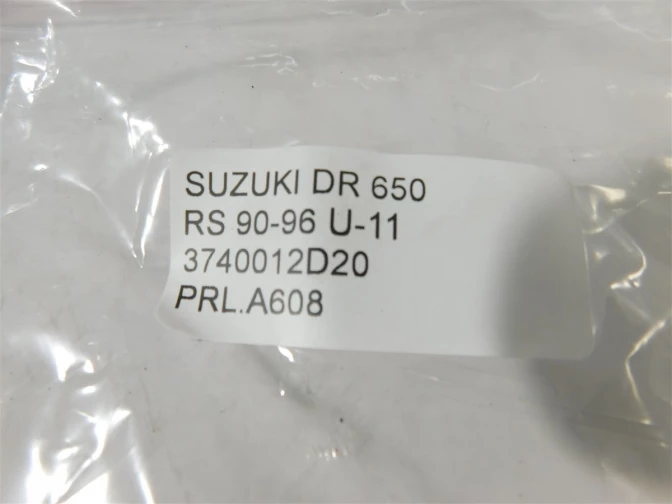 SUZUKI DR 650
RS 90-96 U-11
3740012D20
PRL.A608